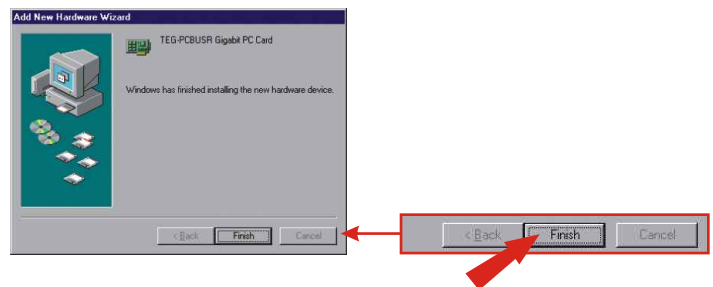 Add New Hardware Wizard
TEG-PCBUSR Gigabit PC Card
Windows has finished installing the new hardware device.
< Back Finish Cancel
< Back Finish Cancel